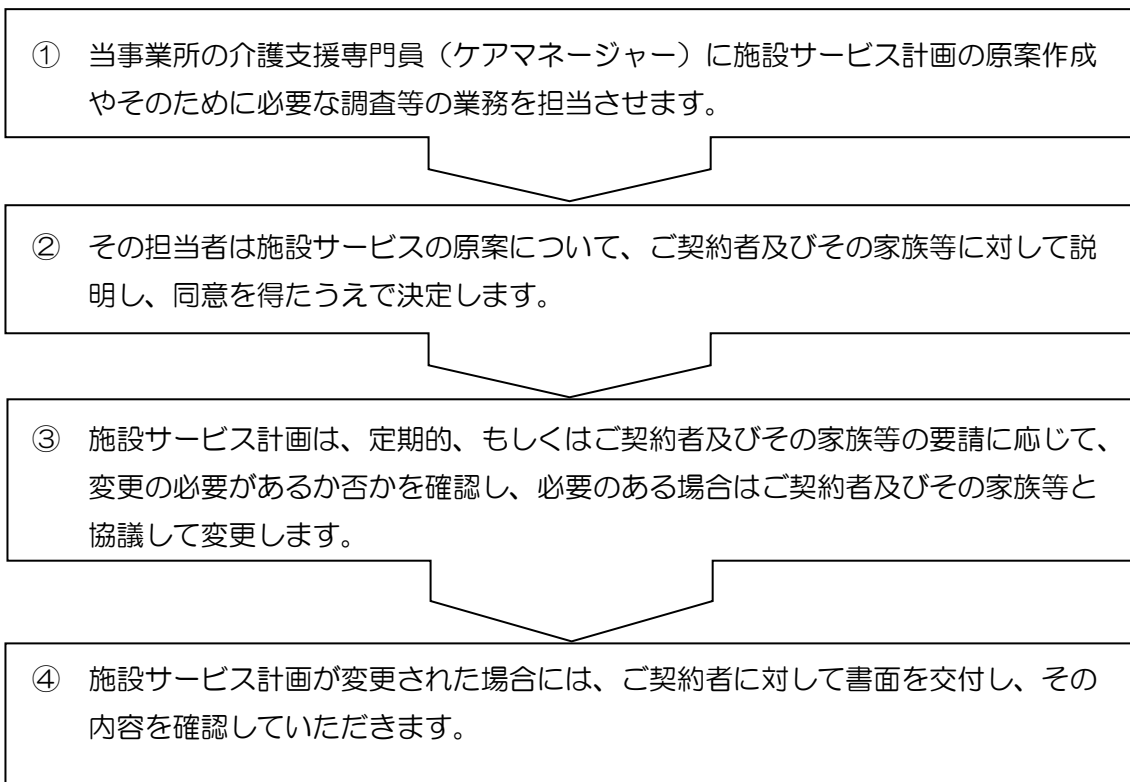 ① 当事業所の介護支援専門員（ケアマネージャー）に施設サービス計画の原案作成
やそのために必要な調査等の業務を担当させます。
② その担当者は施設サービスの原案について、ご契約者及びその家族等に対して説
明し、同意を得たうえで決定します。
③ 施設サービス計画は、定期的、もしくはご契約者及びその家族等の要請に応じて、
変更の必要があるか否かを確認し、必要のある場合はご契約者及びその家族等と
協議して変更します。
④ 施設サービス計画が変更された場合には、ご契約者に対して書面を交付し、その
内容を確認していただきます。